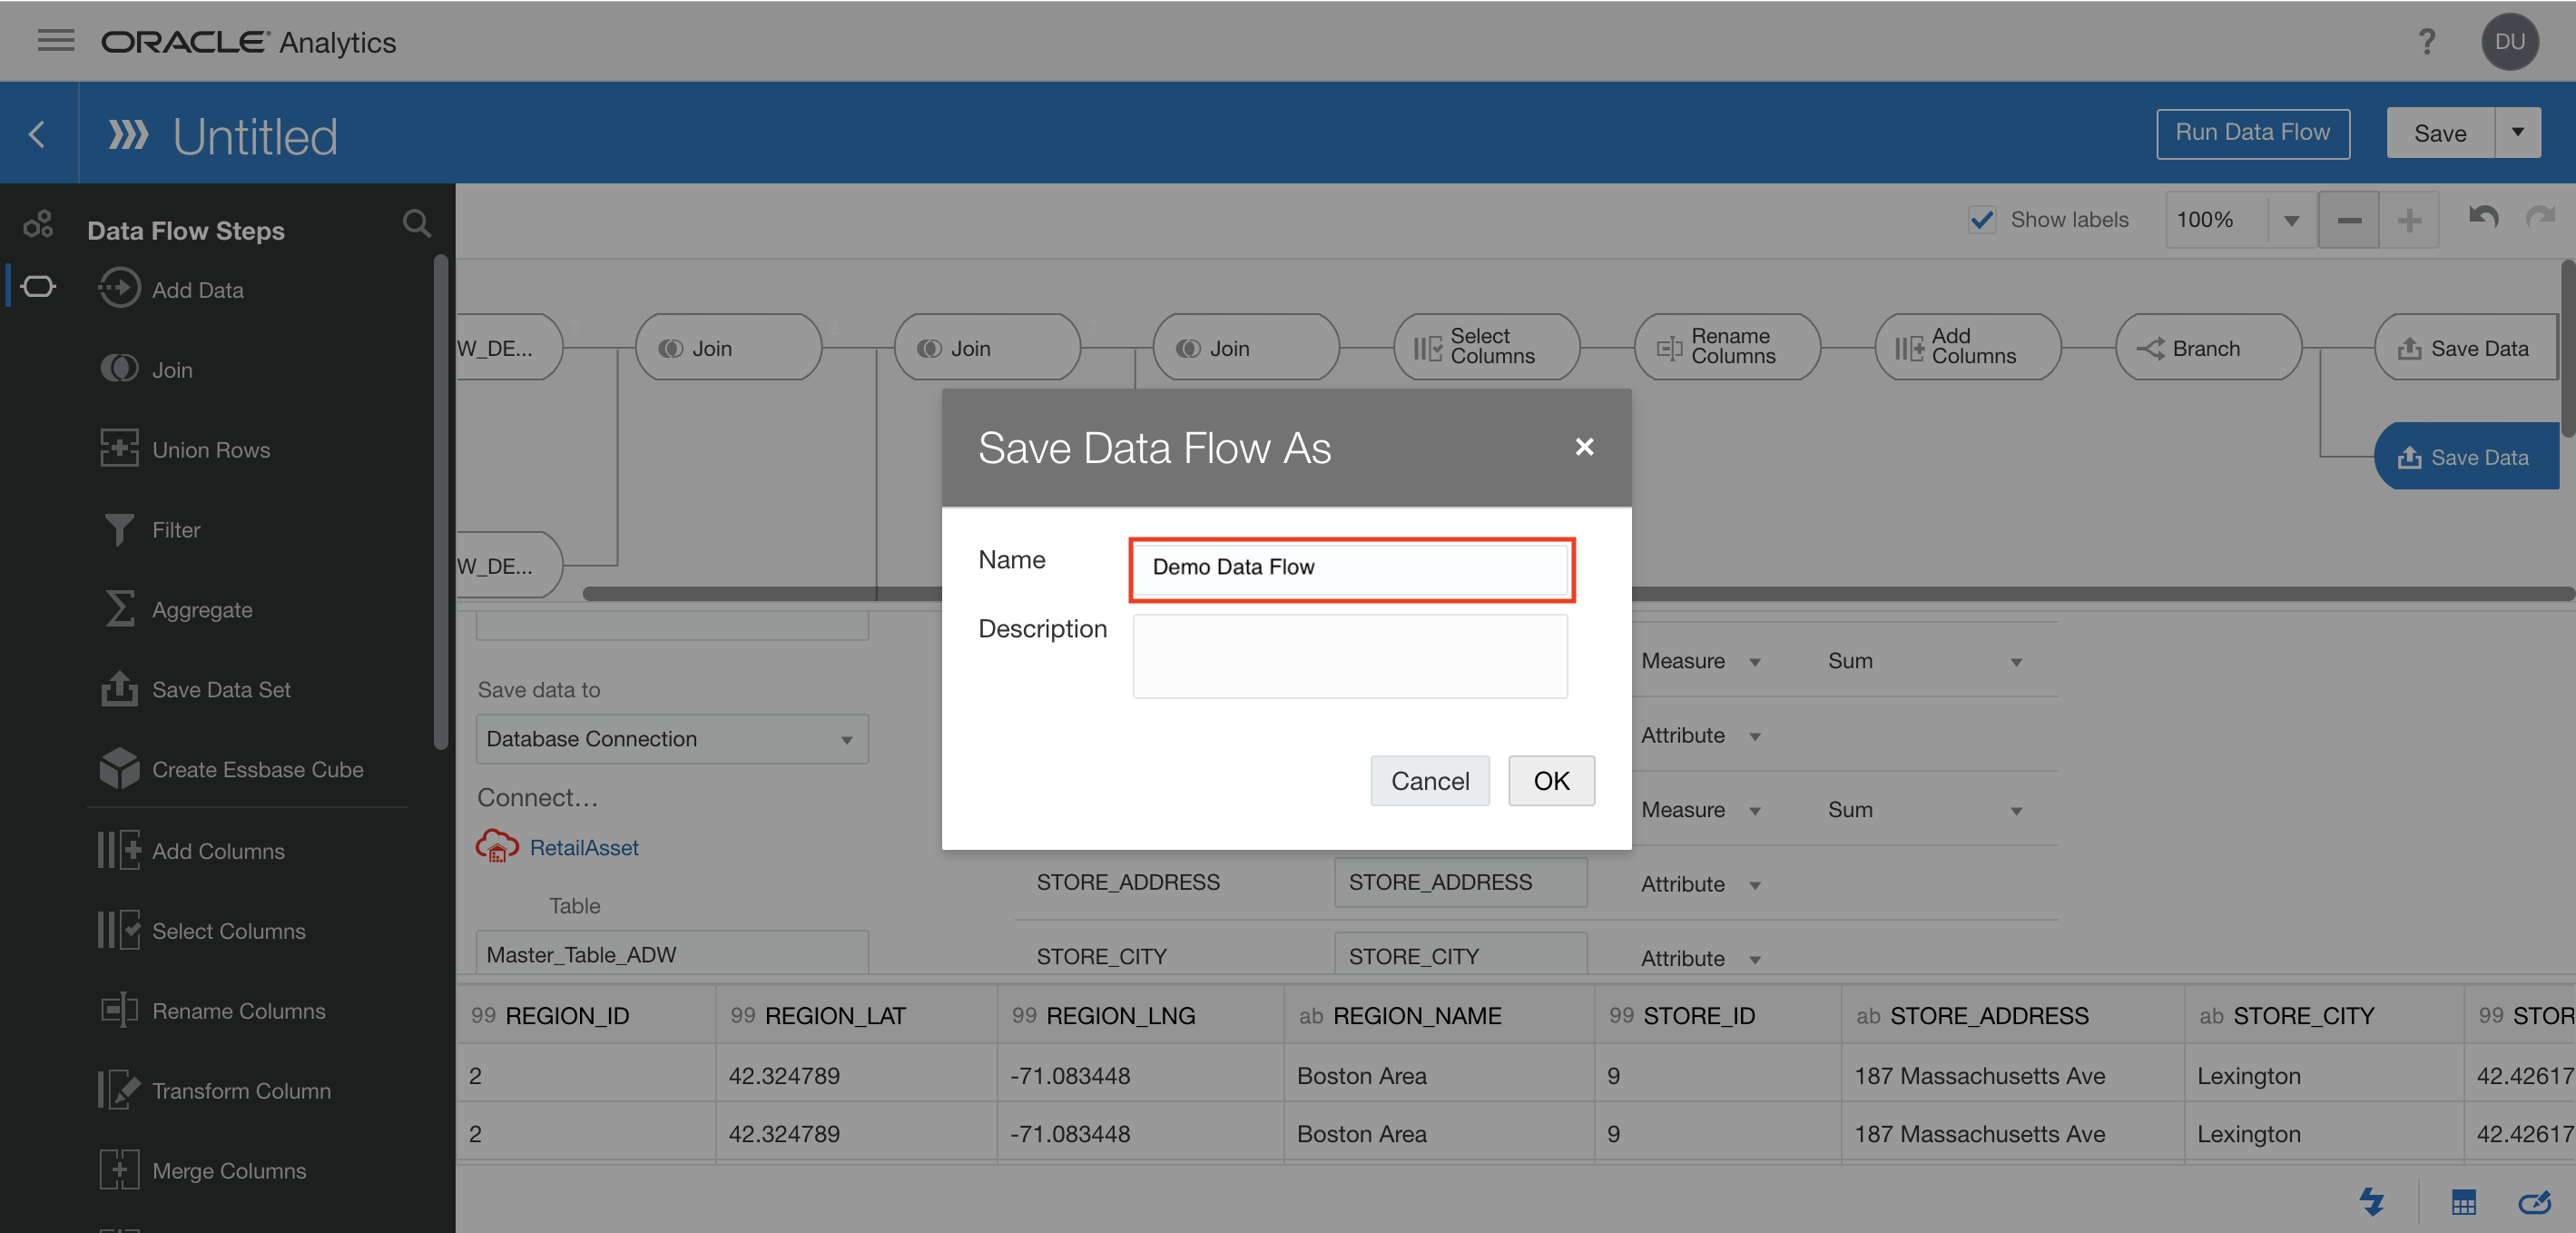 ORACLE Analytics
?
DU
Untitled
Run Data Flow
Save
Data Flow Steps
Show labels
100%
Add Data
Join
Union Rows
Filter
Aggregate
Save Data Set
Create Essbase Cube
Add Columns
Select Columns
Rename Columns
Transform Column
Merge Columns
W_DE...
Join
Join
Join
Select
Columns
Rename
Columns
Add
Columns
Branch
Save Data
Save Data
W_DE...
Save Data Flow As
×
Name
Demo Data Flow
Description
Cancel
OK
Save data to
Database Connection
Connect...
RetailAsset
Table
Master_Table_ADW
Measure Sum
Attribute
Measure Sum
STORE_ADDRESS STORE_ADDRESS Attribute
STORE_CITY STORE_CITY Attribute
99 REGION_ID 99 REGION_LAT 99 REGION_LNG ab REGION_NAME 99 STORE_ID ab STORE_ADDRESS ab STORE_CITY 99 STOR
2 42.324789 -71.083448 Boston Area 9 187 Massachusetts Ave Lexington 42.42617
2 42.324789 -71.083448 Boston Area 9 187 Massachusetts Ave Lexington 42.42617